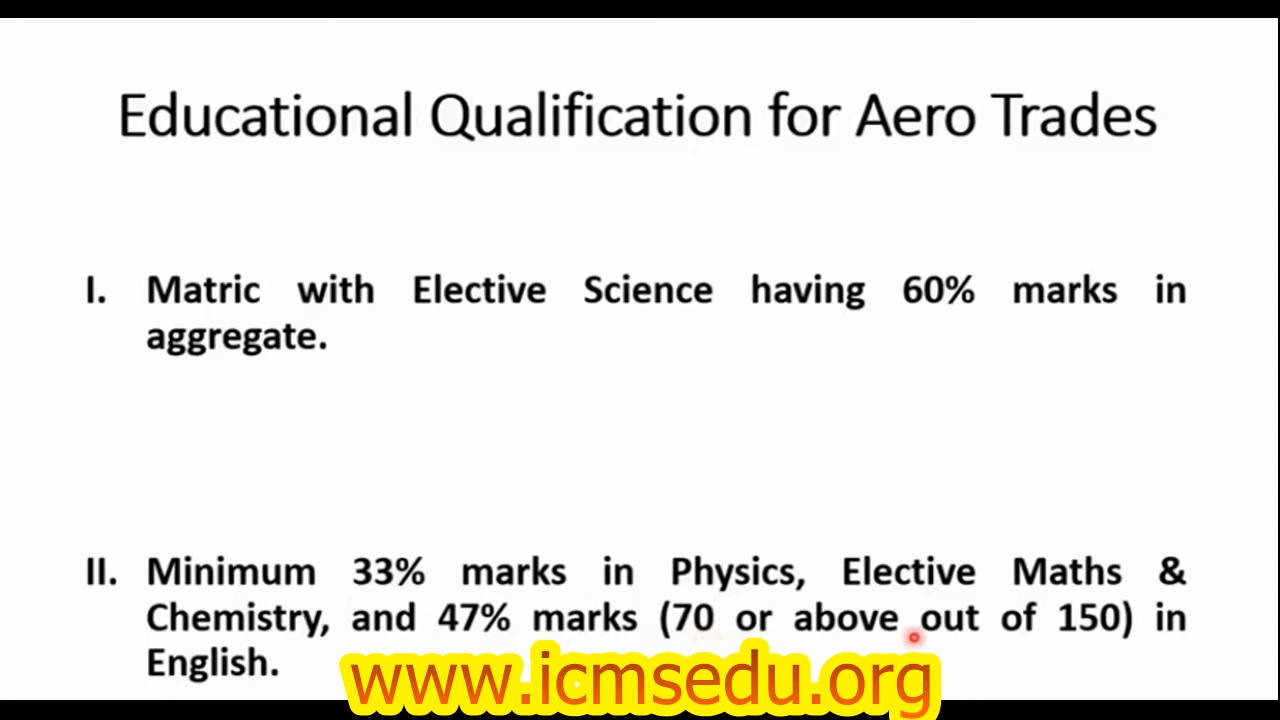 Educational Qualification for Aero Trades
I. Matric with Elective Science having 60% marks in
aggregate.
II. Minimum 33% marks in Physics, Elective Maths &
Chemistry, and 47% marks (70 or above out of 150) in
English.
www.icmsedu.org